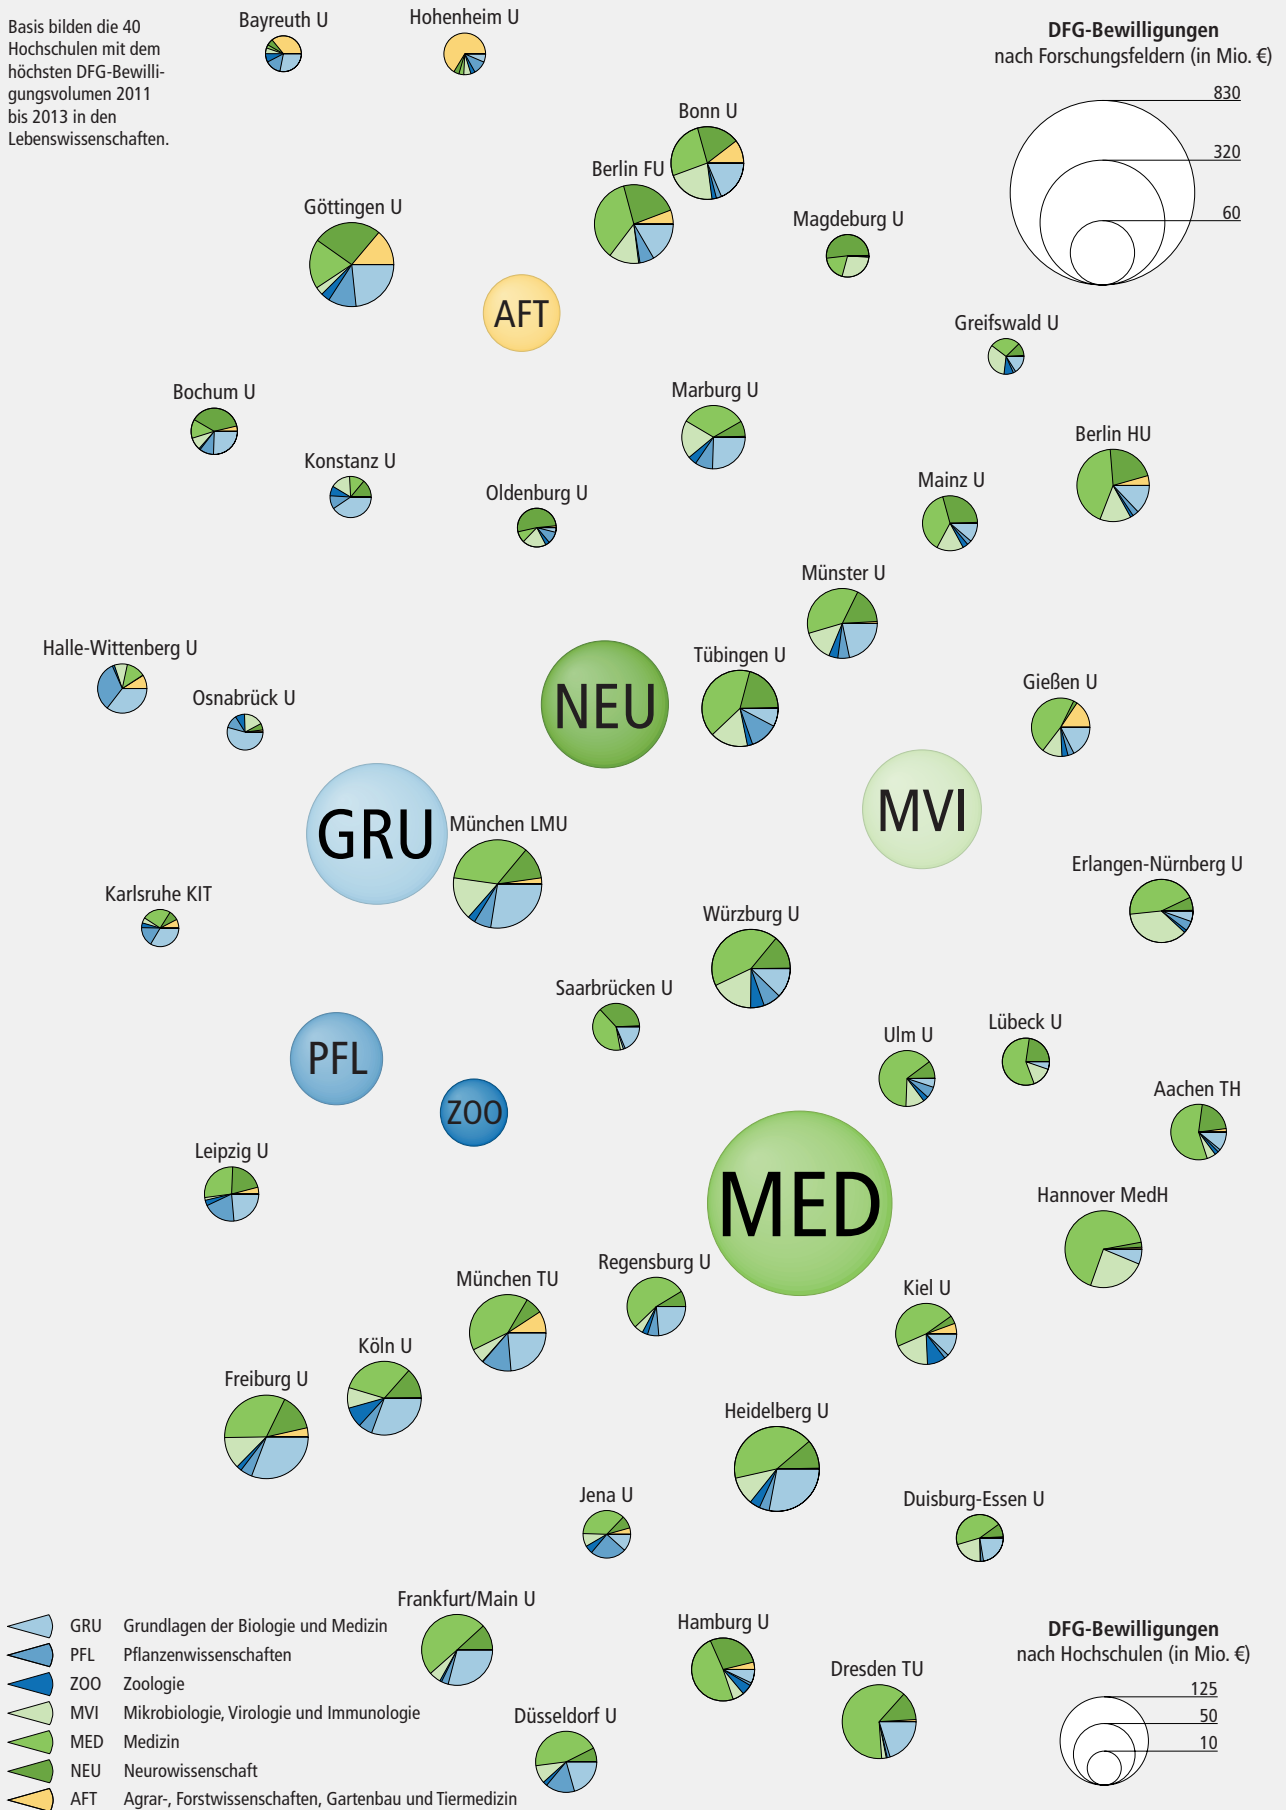 Basis bilden die 40
Hochschulen mit dem
höchsten DFG-Bewilli-
gungsvolumen 2011
bis 2013 in den
Lebenswissenschaften.
Bayreuth U
Hohenheim U
DFG-Bewilligungen
nach Forschungsfeldern (in Mio. €)
830
320
60
Bonn U
Berlin FU
Göttingen U
Magdeburg U
AFT
Greifswald U
Bochum U
Marburg U
Berlin HU
Konstanz U
Oldenburg U
Mainz U
Münster U
Halle-Wittenberg U
Tübingen U
Osnabrück U
NEU
Gießen U
GRU
München LMU
MVI
Karlsruhe KIT
Erlangen-Nürnberg U
Würzburg U
Saarbrücken U
Ulm U
Lübeck U
PFL
ZOO
Aachen TH
Leipzig U
MED
Hannover MedH
Regensburg U
München TU
Kiel U
Köln U
Freiburg U
Heidelberg U
Jena U
Duisburg-Essen U
Frankfurt/Main U
Hamburg U
Dresden TU
Düsseldorf U
GRU Grundlagen der Biologie und Medizin
PFL Pflanzenwissenschaften
ZOO Zoologie
MVI Mikrobiologie, Virologie und Immunologie
MED Medizin
NEU Neurowissenschaft
AFT Agrar-, Forstwissenschaften, Gartenbau und Tiermedizin
DFG-Bewilligungen
nach Hochschulen (in Mio. €)
125
50
10